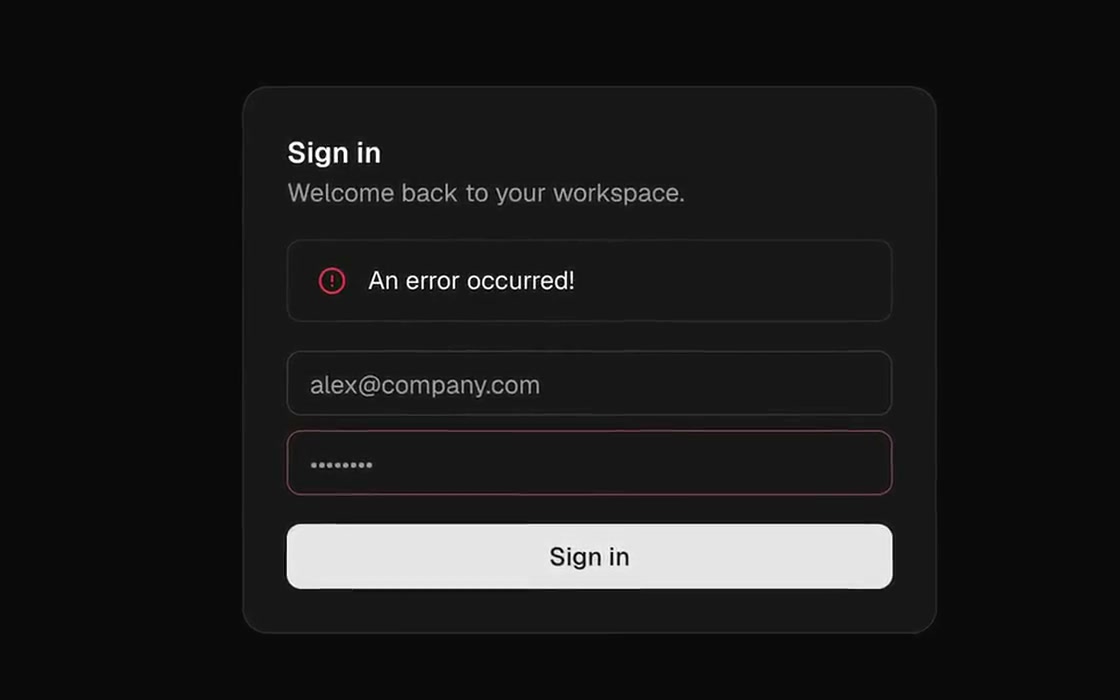 Sign in
Welcome back to your workspace.
An error occurred!
alex@company.com
••••••••
Sign in